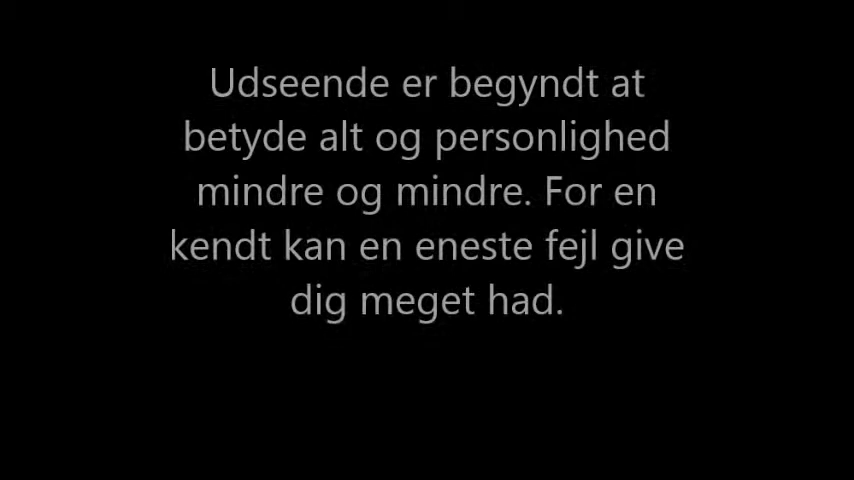 Udseende er begyndt at
betyde alt og personlighed
mindre og mindre. For en
kendt kan en eneste fejl give
dig meget had.